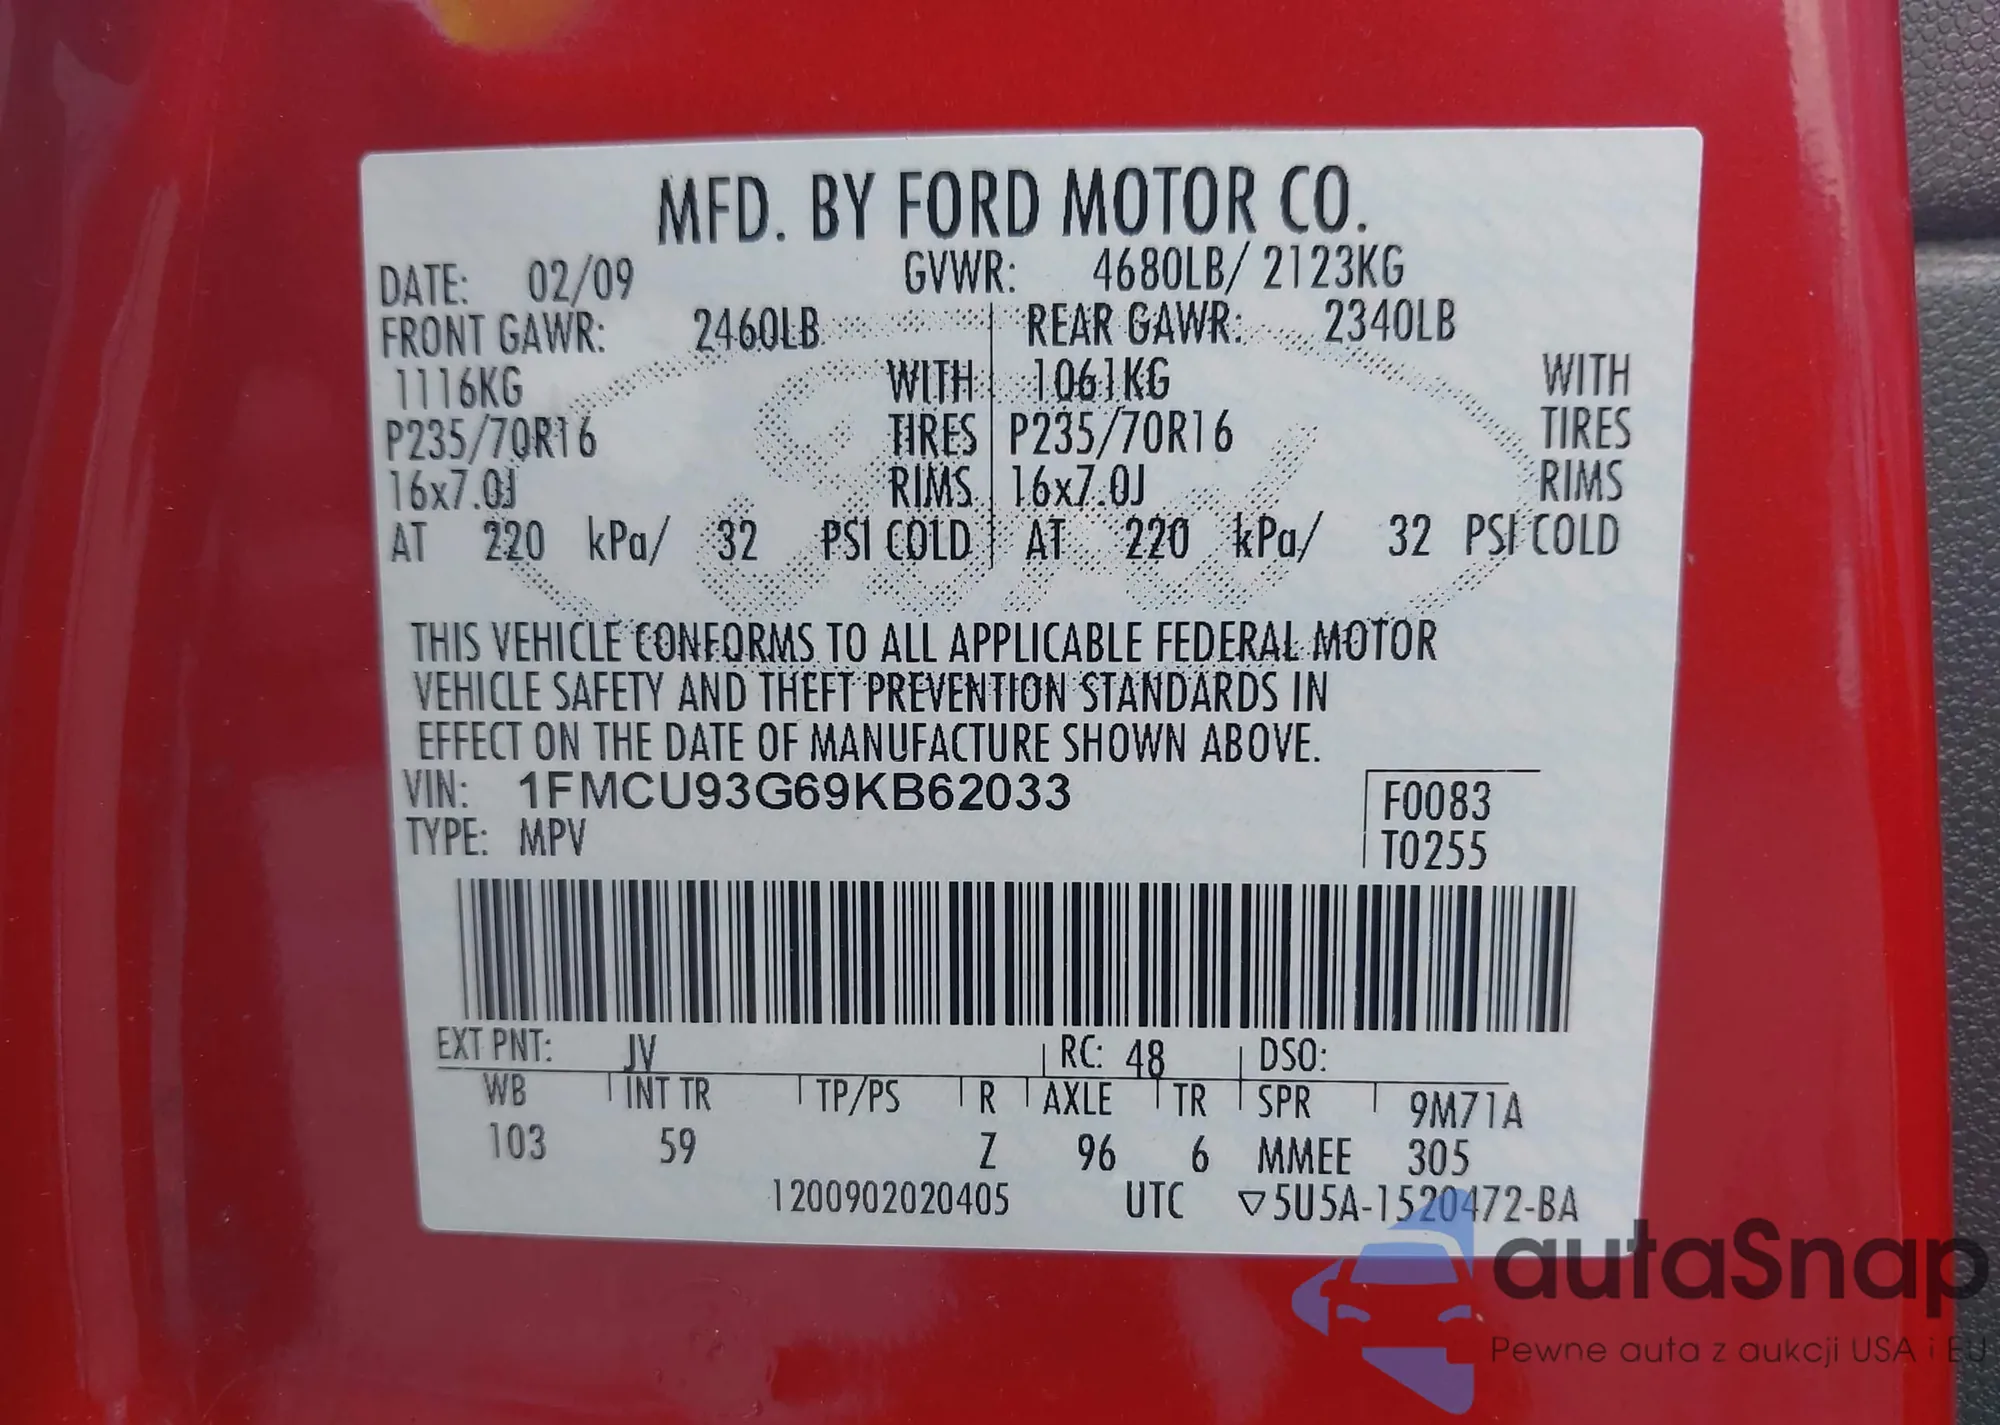 MFD. BY FORD MOTOR CO.
DATE: 02/09 GVWR: 4680LB/ 2123KG
FRONT GAWR: 2460LB REAR GAWR: 2340LB
1116KG WITH 1061KG WITH
P235/70R16 TIRES P235/70R16 TIRES
16x7.0J RIMS 16x7.0J RIMS
AT 220 kPa/ 32 PSI COLD AT 220 kPa/ 32 PSI COLD
THIS VEHICLE CONFORMS TO ALL APPLICABLE FEDERAL MOTOR
VEHICLE SAFETY AND THEFT PREVENTION STANDARDS IN
EFFECT ON THE DATE OF MANUFACTURE SHOWN ABOVE.
VIN: 1FMCU93G69KB62033 F0083
TYPE: MPV T0255
EXT PNT: JV RC: 48 DSO:
WB INT TR TP/PS R AXLE TR SPR 9M71A
103 59 Z 96 6 MMEE 305
1200902020405 UTC ▽5U5A-1520472-BA
autaSnap
Pewne auta z aukcji USA i EU